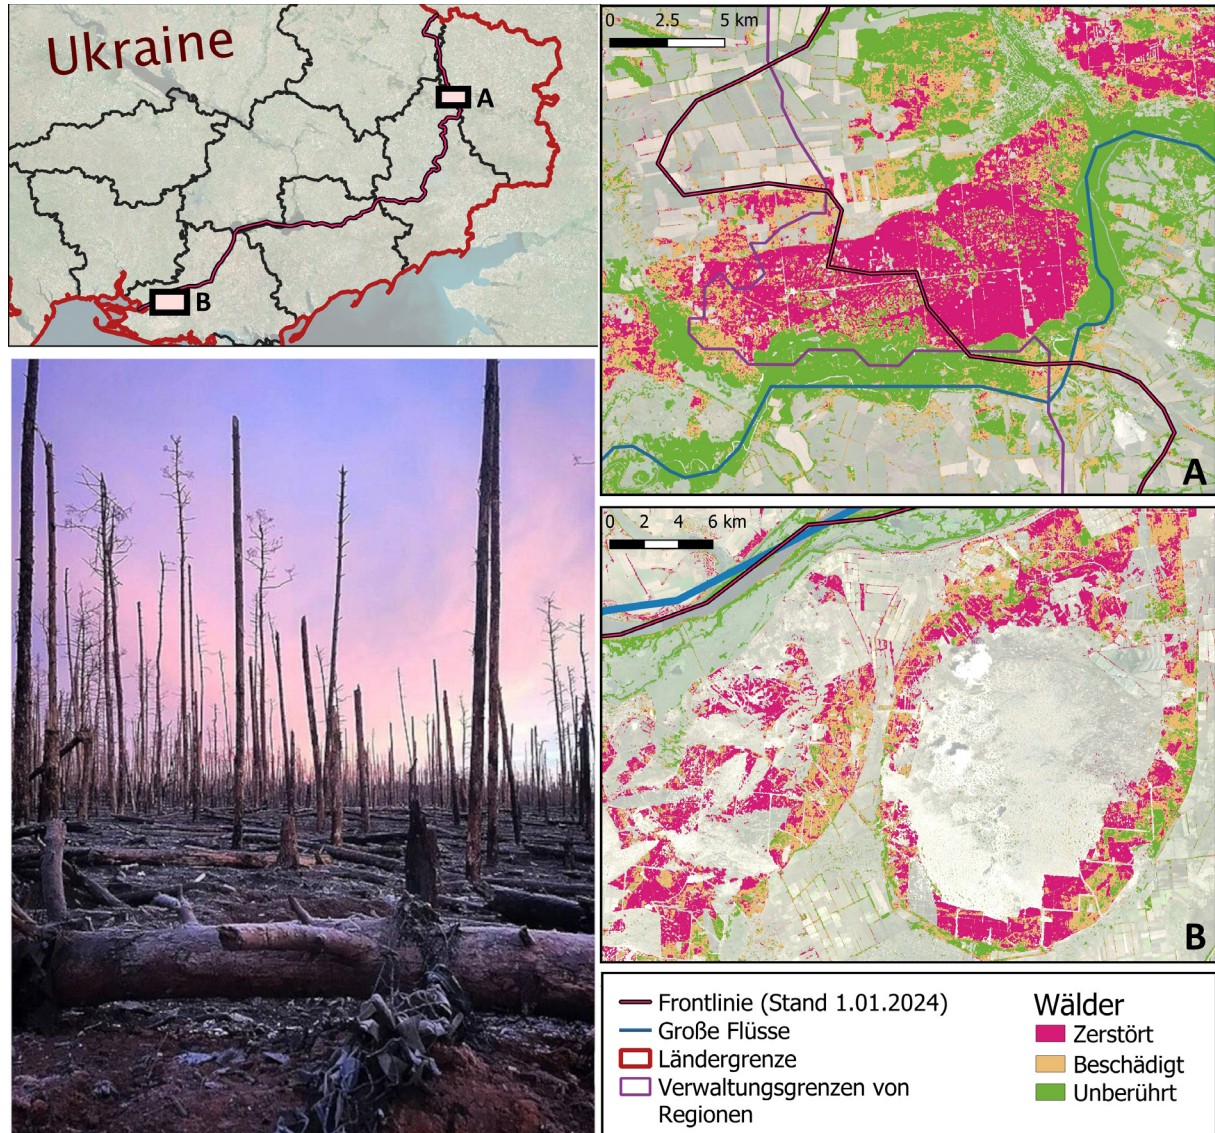 Ukraine
A
B
0 2.5 5 km
A
0 2 4 6 km
B
Frontlinie (Stand 1.01.2024)
Große Flüsse
Ländergrenze
Verwaltungsgrenzen von
Regionen
Wälder
Zerstört
Beschädigt
Unberührt